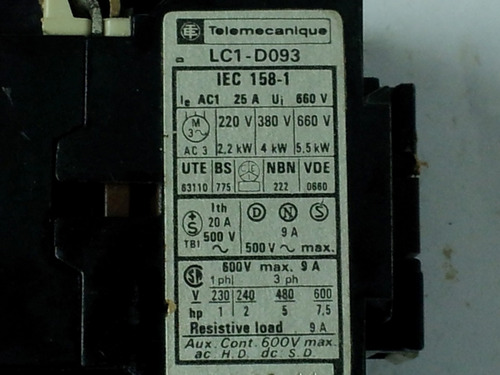 Telemecanique
LC1-D093
IEC 158-1
Ie AC1 25 A Ui 660 V
M 3~ 220 V 380 V 660 V
AC 3 2,2 kW 4 kW 5,5 kW
UTE BS NBN VDE
63110 775 222 0660
Ith
20 A D N S
S 500 V ~ 9 A
TB1 500 V ~ max.
600V max. 9 A
1 ph 3 ph
V 230 240 480 600
hp 1 2 5 7,5
Resistive load 9A
Aux. Cont. 600V max
ac H.D. dc S.D.